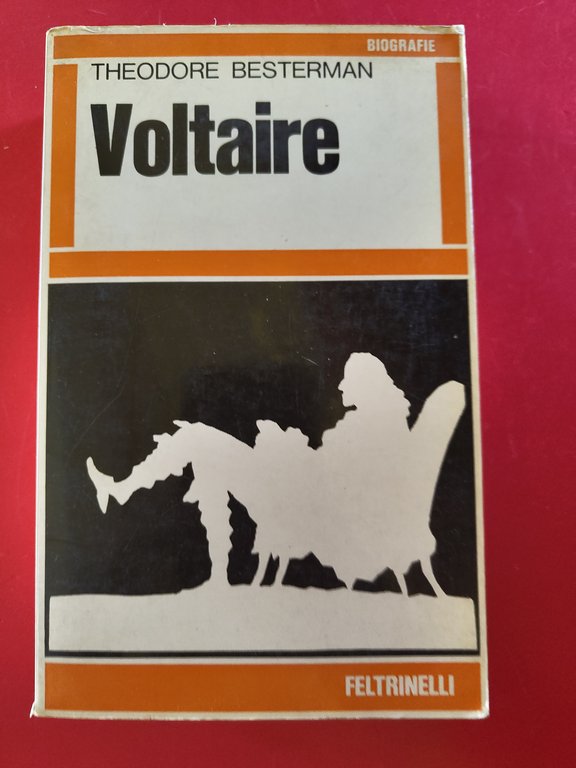 BIOGRAFIE
THEODORE BESTERMAN
Voltaire
FELTRINELLI